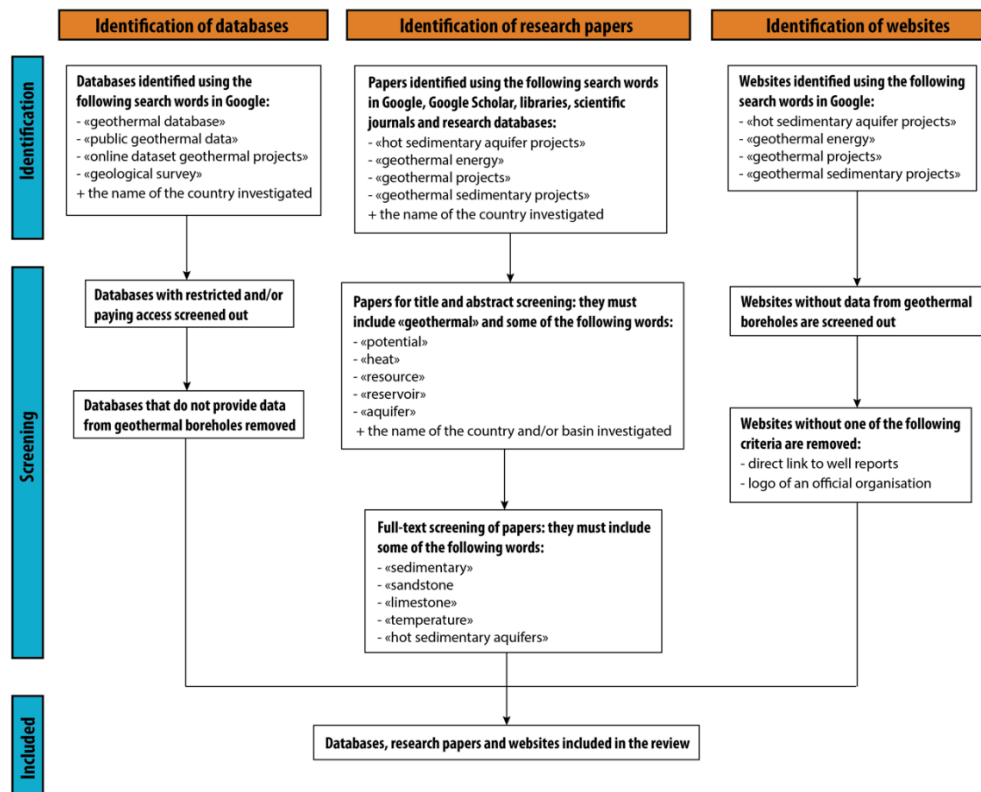 Identification of databases
Identification of research papers
Identification of websites
Identification
Databases identified using the
following search words in Google:
- «geothermal database»
- «public geothermal data»
- «online dataset geothermal projects»
- «geological survey»
+ the name of the country investigated
Papers identified using the following search words
in Google, Google Scholar, libraries, scientific
journals and research databases:
- «hot sedimentary aquifer projects»
- «geothermal energy»
- «geothermal projects»
- «geothermal sedimentary projects»
+ the name of the country investigated
Websites identified using the following
search words in Google:
- «hot sedimentary aquifer projects»
- «geothermal energy»
- «geothermal projects»
- «geothermal sedimentary projects»
Screening
Databases with restricted and/or
paying access screened out
Databases that do not provide data
from geothermal boreholes removed
Papers for title and abstract screening: they must
include «geothermal» and some of the following words:
- «potential»
- «heat»
- «resource»
- «reservoir»
- «aquifer»
+ the name of the country and/or basin investigated
Full-text screening of papers: they must include
some of the following words:
- «sedimentary»
- «sandstone
- «limestone»
- «temperature»
- «hot sedimentary aquifers»
Websites without data from geothermal
boreholes are screened out
Websites without one of the following
criteria are removed:
- direct link to well reports
- logo of an official organisation
Included
Databases, research papers and websites included in the review